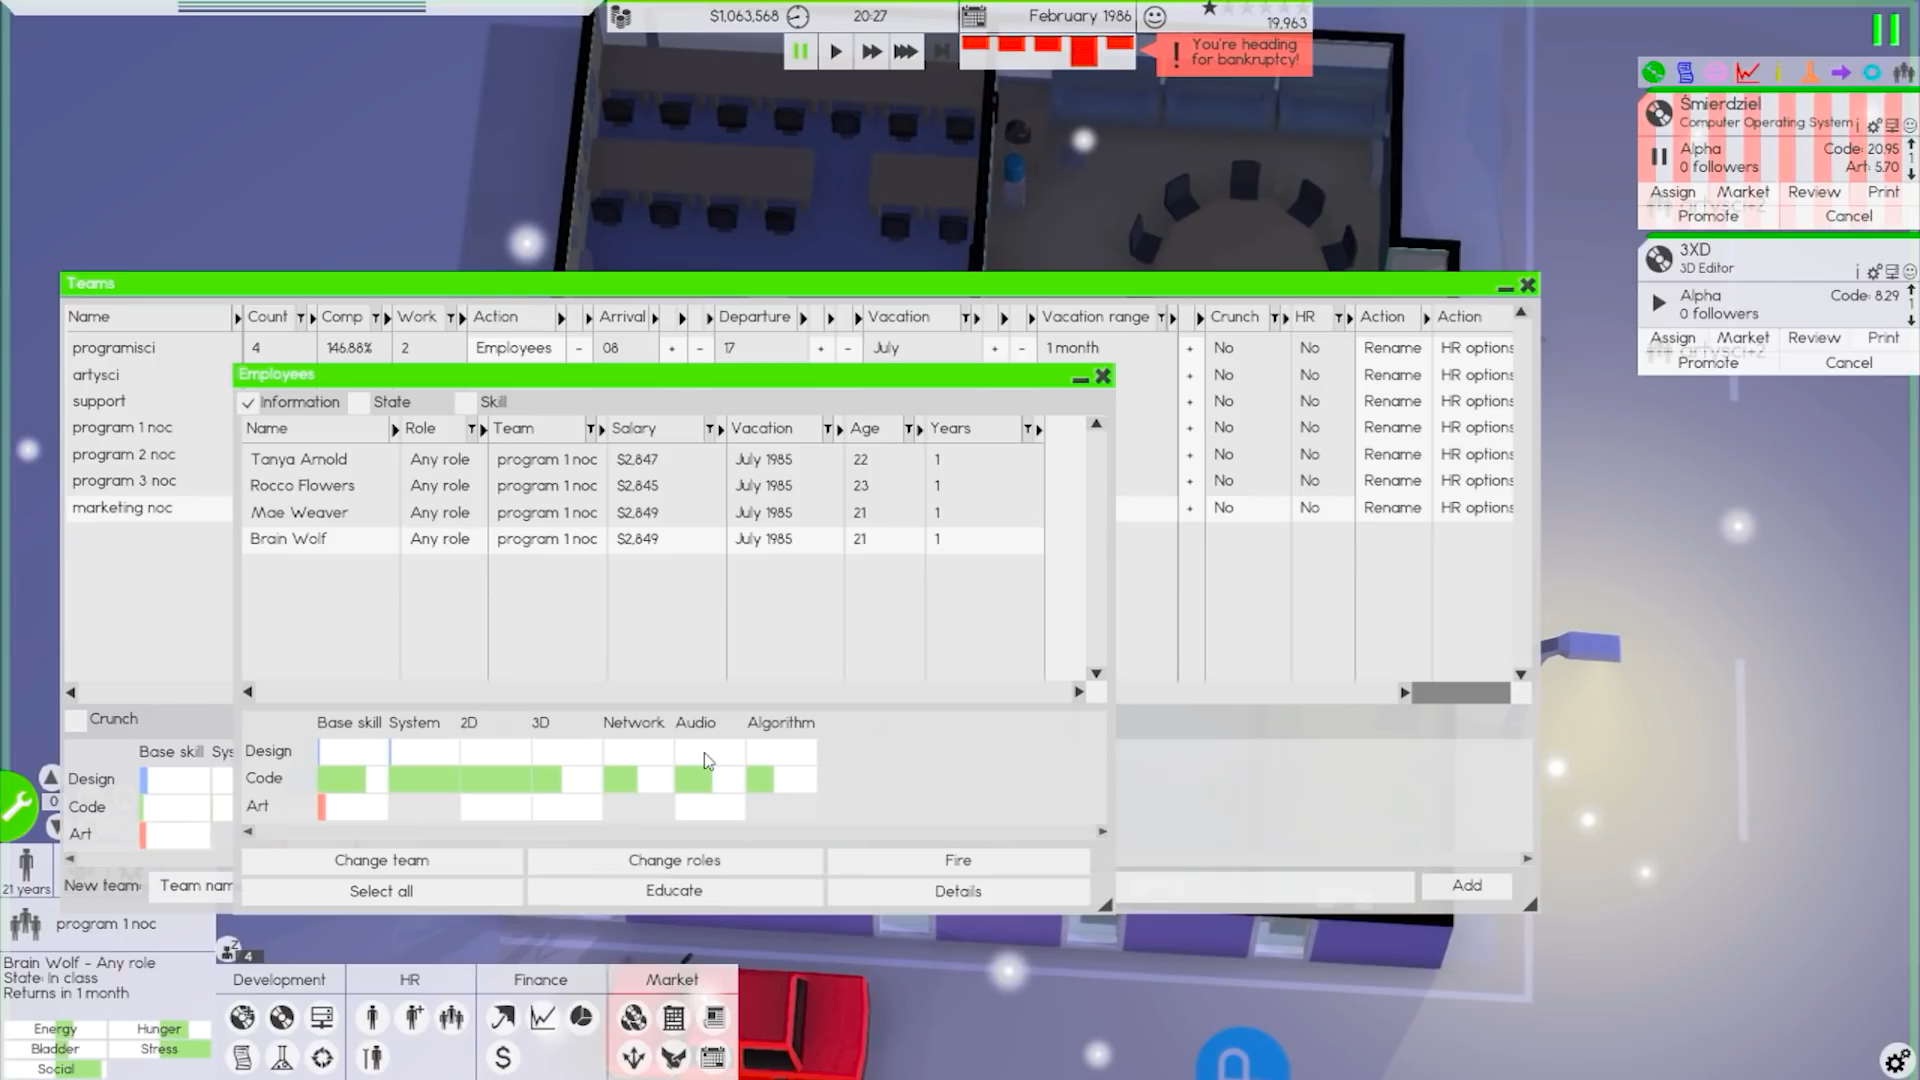 $1,063,568
20:27
February 1986
19,963
You're heading
for bankruptcy!
Śmierdziel
Computer Operating System
Alpha
Code: 20.95
0 followers
Art: 5.70
1
Assign Market Review Print
Promote Cancel
3XD
3D Editor
Alpha
Code: 8.29
0 followers
1
Assign Market Review Print
Promote Cancel
Teams
Name Count Comp Work Action Arrival Departure Vacation Vacation range Crunch HR Action Action
programisci 4 146.88% 2 Employees - 08 + - 17 + - July + - 1 month + No No Rename HR options
artysci + No No Rename HR options
support + No No Rename HR options
program 1 noc + No No Rename HR options
program 2 noc + No No Rename HR options
program 3 noc + No No Rename HR options
marketing noc + No No Rename HR options
Employees
Information State Skill
Name Role Team Salary Vacation Age Years
Tanya Arnold Any role program 1 noc $2,847 July 1985 22 1
Rocco Flowers Any role program 1 noc $2,845 July 1985 23 1
Mae Weaver Any role program 1 noc $2,849 July 1985 21 1
Brain Wolf Any role program 1 noc $2,849 July 1985 21 1
Base skill System 2D 3D Network Audio Algorithm
Design
Code
Art
Change team Change roles Fire
Select all Educate Details
Crunch
Base skill Sys
Design
Code
Art
New team: Team nam
Add
0
21 years
program 1 noc
Brain Wolf - Any role
State: In class
Returns in 1 month
Energy Hunger
Bladder Stress
Social
Z
4
Development HR Finance Market